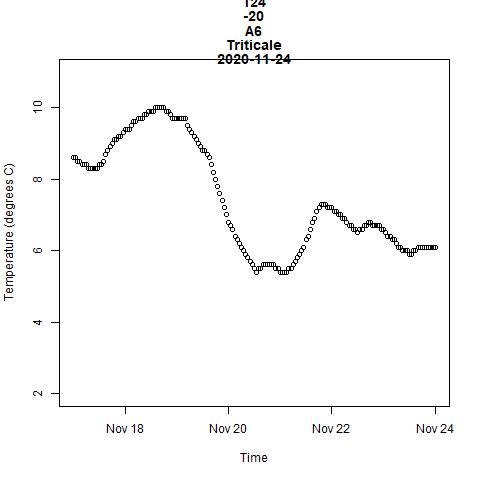 124
-20
A6
Triticale
2020-11-24
Temperature (degrees C)
10
8
6
4
2
Nov 18
Nov 20
Nov 22
Nov 24
Time